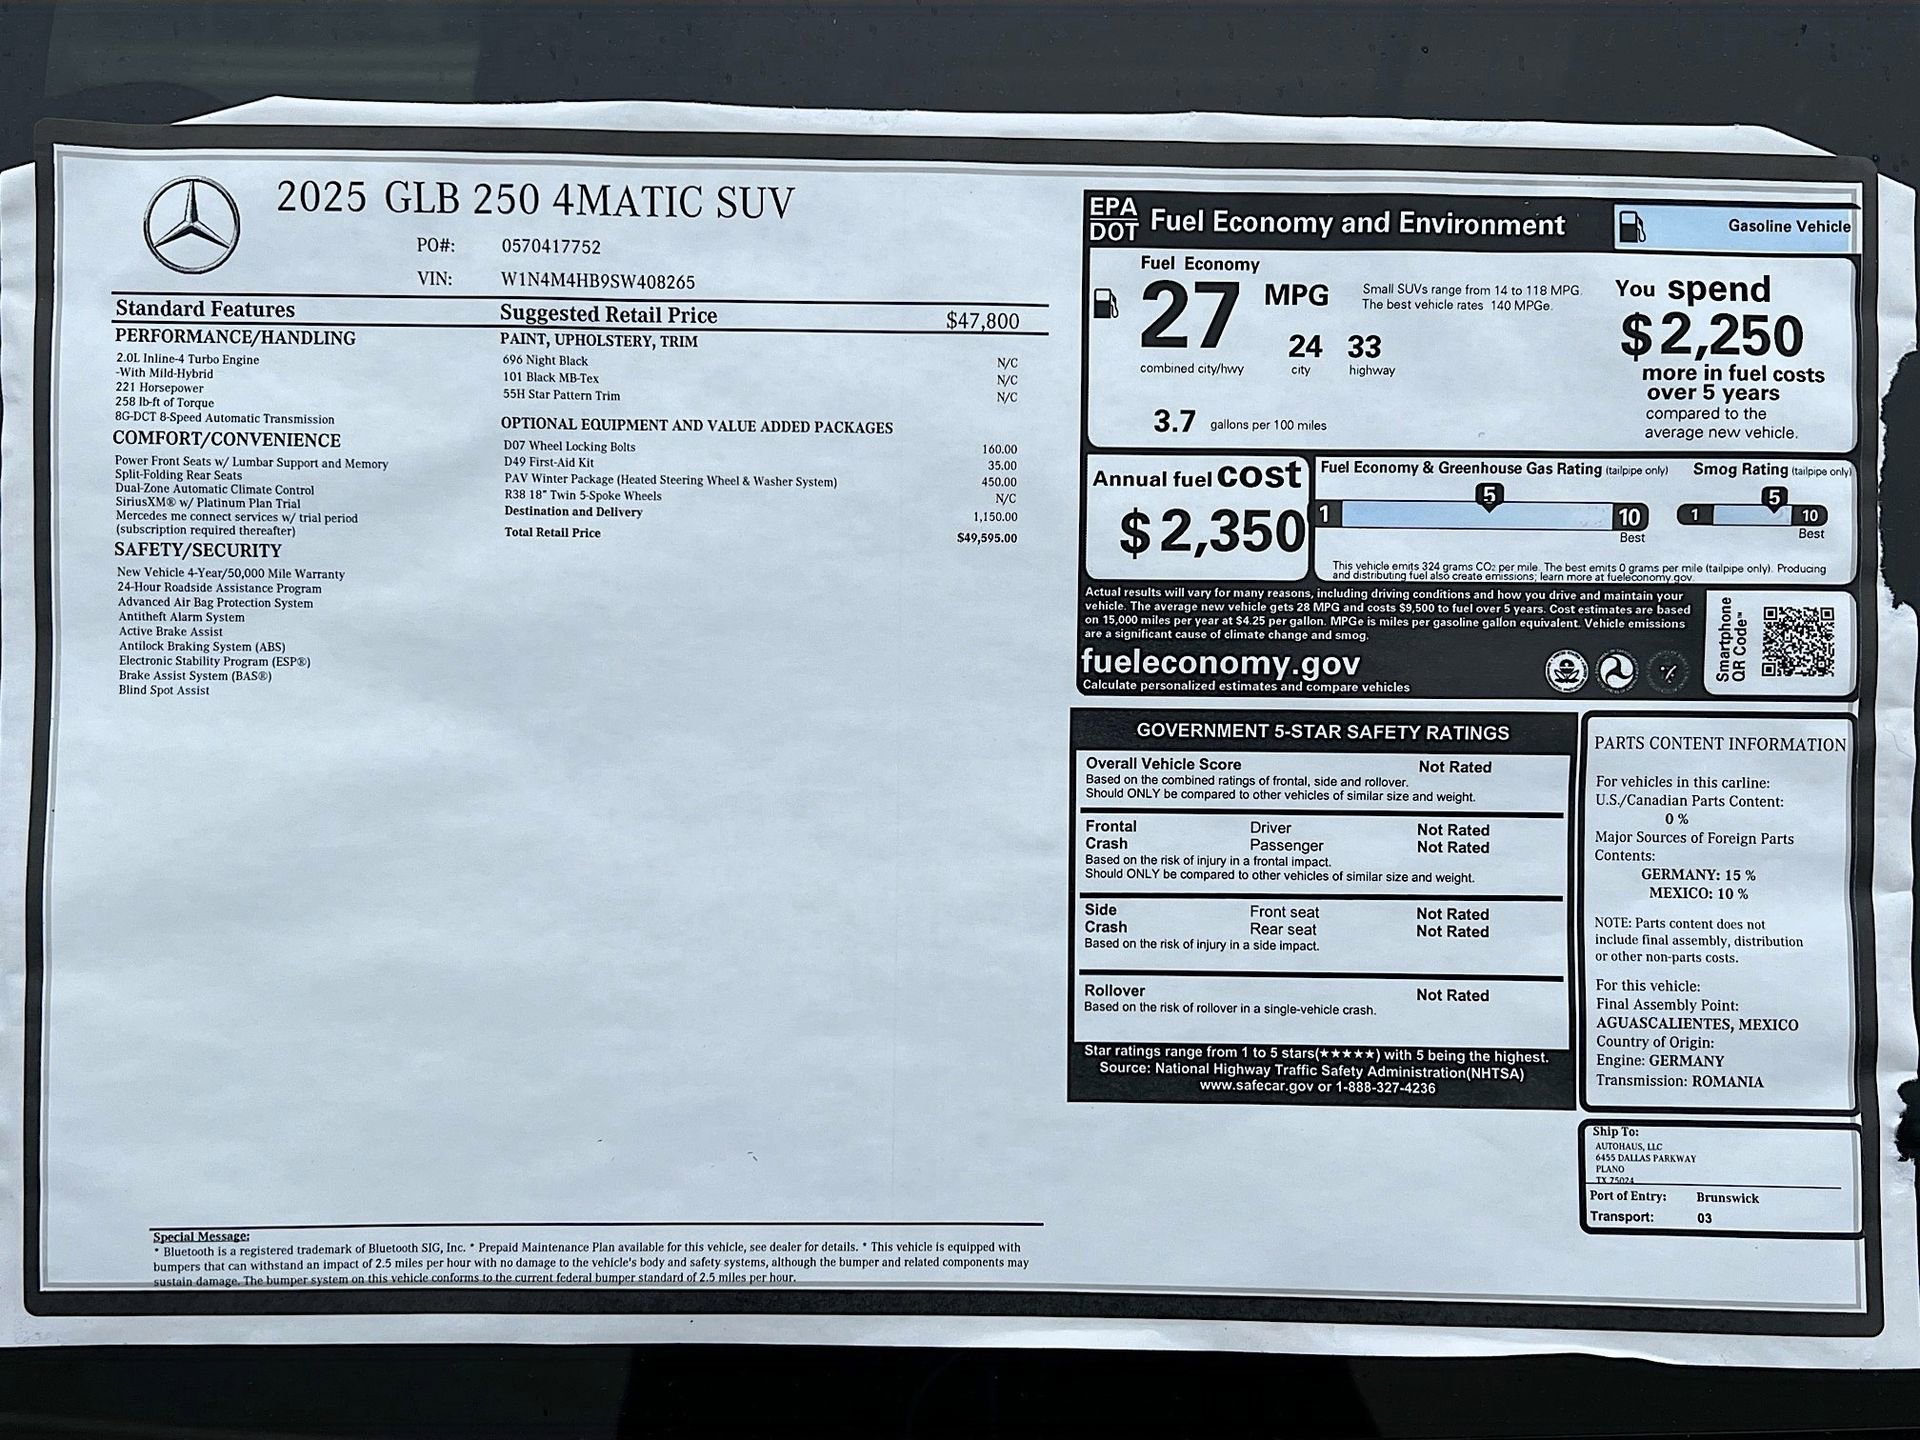 2025 GLB 250 4MATIC SUV
PO#: 0570417752
VIN: W1N4M4HB9SW408265
Standard Features
PERFORMANCE/HANDLING
2.0L Inline-4 Turbo Engine
-With Mild-Hybrid
221 Horsepower
258 lb-ft of Torque
8G-DCT 8-Speed Automatic Transmission
COMFORT/CONVENIENCE
Power Front Seats w/ Lumbar Support and Memory
Split-Folding Rear Seats
Dual-Zone Automatic Climate Control
SiriusXM® w/ Platinum Plan Trial
Mercedes me connect services w/ trial period
(subscription required thereafter)
SAFETY/SECURITY
New Vehicle 4-Year/50,000 Mile Warranty
24-Hour Roadside Assistance Program
Advanced Air Bag Protection System
Antitheft Alarm System
Active Brake Assist
Antilock Braking System (ABS)
Electronic Stability Program (ESP®)
Brake Assist System (BAS®)
Blind Spot Assist
Suggested Retail Price $47,800
PAINT, UPHOLSTERY, TRIM
696 Night Black N/C
101 Black MB-Tex N/C
55H Star Pattern Trim N/C
OPTIONAL EQUIPMENT AND VALUE ADDED PACKAGES
D07 Wheel Locking Bolts 160.00
D49 First-Aid Kit 35.00
PAV Winter Package (Heated Steering Wheel & Washer System) 450.00
R38 18" Twin 5-Spoke Wheels N/C
Destination and Delivery 1,150.00
Total Retail Price $49,595.00
Special Message:
* Bluetooth is a registered trademark of Bluetooth SIG, Inc. * Prepaid Maintenance Plan available for this vehicle, see dealer for details. * This vehicle is equipped with
bumpers that can withstand an impact of 2.5 miles per hour with no damage to the vehicle's body and safety systems, although the bumper and related components may
sustain damage. The bumper system on this vehicle conforms to the current federal bumper standard of 2.5 miles per hour.
EPA
DOT
Fuel Economy and Environment
Gasoline Vehicle
Fuel Economy
27 MPG
combined city/hwy
24 city
33 highway
3.7 gallons per 100 miles
Small SUVs range from 14 to 118 MPG.
The best vehicle rates 140 MPGe.
You spend
$2,250
more in fuel costs
over 5 years
compared to the
average new vehicle.
Annual fuel cost
$2,350
Fuel Economy & Greenhouse Gas Rating (tailpipe only)
1 5 10
Best
Smog Rating (tailpipe only)
1 5 10
Best
This vehicle emits 324 grams CO2 per mile. The best emits 0 grams per mile (tailpipe only). Producing
and distributing fuel also create emissions; learn more at fueleconomy.gov.
Actual results will vary for many reasons, including driving conditions and how you drive and maintain your
vehicle. The average new vehicle gets 28 MPG and costs $9,500 to fuel over 5 years. Cost estimates are based
on 15,000 miles per year at $4.25 per gallon. MPGe is miles per gasoline gallon equivalent. Vehicle emissions
are a significant cause of climate change and smog.
fueleconomy.gov
Calculate personalized estimates and compare vehicles
Smartphone
QR Code™
GOVERNMENT 5-STAR SAFETY RATINGS
Overall Vehicle Score Not Rated
Based on the combined ratings of frontal, side and rollover.
Should ONLY be compared to other vehicles of similar size and weight.
Frontal Driver Not Rated
Crash Passenger Not Rated
Based on the risk of injury in a frontal impact.
Should ONLY be compared to other vehicles of similar size and weight.
Side Front seat Not Rated
Crash Rear seat Not Rated
Based on the risk of injury in a side impact.
Rollover Not Rated
Based on the risk of rollover in a single-vehicle crash.
Star ratings range from 1 to 5 stars(★★★★★) with 5 being the highest.
Source: National Highway Traffic Safety Administration(NHTSA)
www.safecar.gov or 1-888-327-4236
PARTS CONTENT INFORMATION
For vehicles in this carline:
U.S./Canadian Parts Content:
0 %
Major Sources of Foreign Parts
Contents:
GERMANY: 15 %
MEXICO: 10 %
NOTE: Parts content does not
include final assembly, distribution
or other non-parts costs.
For this vehicle:
Final Assembly Point:
AGUASCALIENTES, MEXICO
Country of Origin:
Engine: GERMANY
Transmission: ROMANIA
Ship To:
AUTOHAUS, LLC
6455 DALLAS PARKWAY
PLANO
TX 75024
Port of Entry: Brunswick
Transport: 03